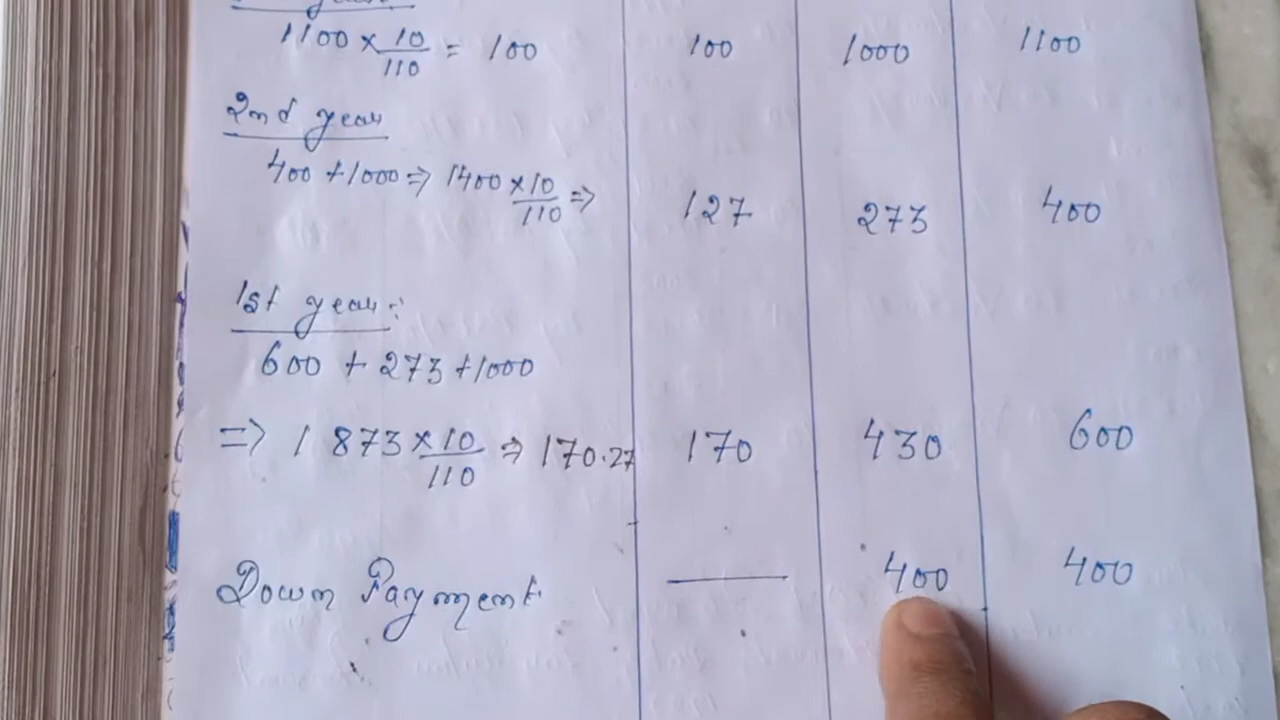 1100 × 10/110 = 100 100 1000 1100
2nd year
400 + 1000 ⇒ 1400 × 10/110 ⇒ 127 273 400
1st year:
600 + 273 + 1000
⇒ 1873 × 10/110 ⇒ 170.27 170 430 600
Down Payment. — 400 400